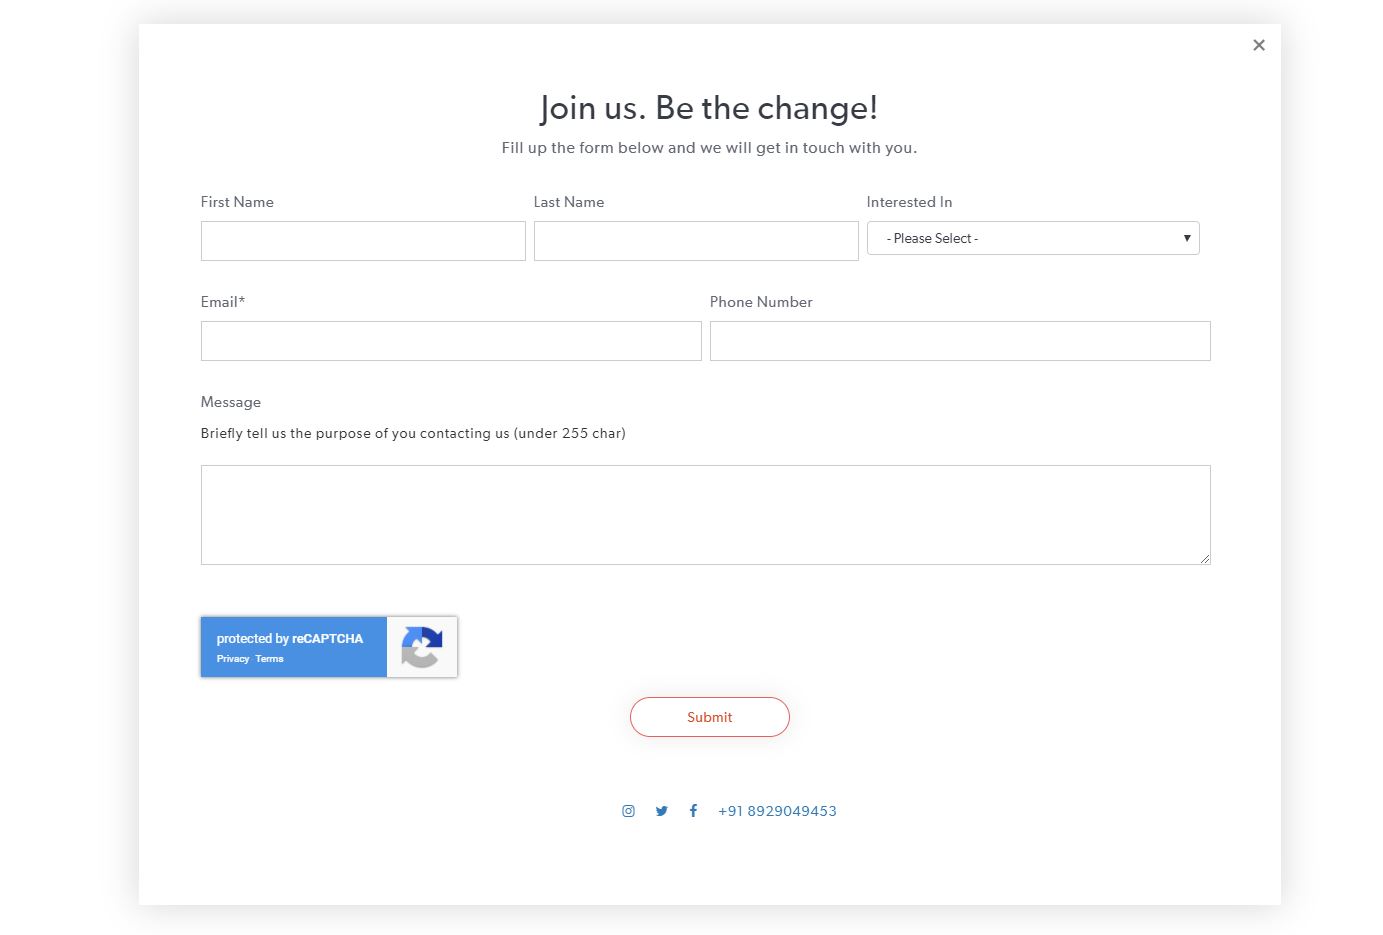 Join us. Be the change!
Fill up the form below and we will get in touch with you.
First Name
Last Name
Interested In
- Please Select -
Email*
Phone Number
Message
Briefly tell us the purpose of you contacting us (under 255 char)
protected by reCAPTCHA
Privacy Terms
Submit
+91 8929049453